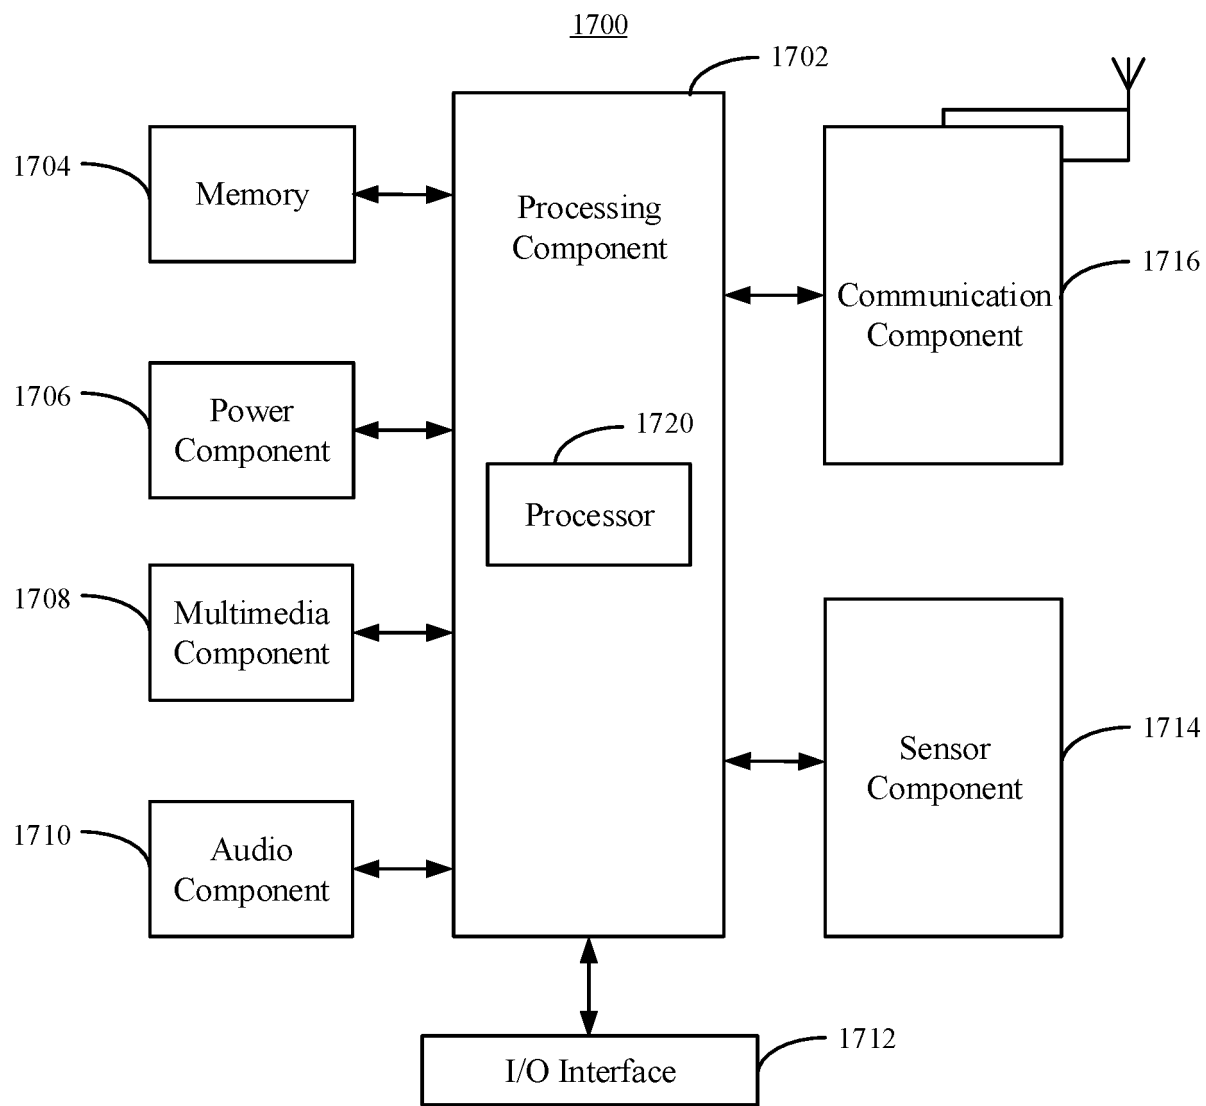 1700
1702
1704
Memory
Processing
Component
1716
Communication
Component
1706
Power
Component
1720
Processor
1708
Multimedia
Component
1714
Sensor
Component
1710
Audio
Component
1712
I/O Interface